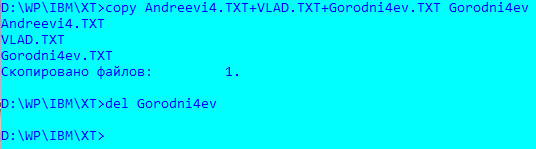 D:\WP\IBM\XT>copy Andreevi4.TXT+VLAD.TXT+Gorodni4ev.TXT Gorodni4ev
Andreevi4.TXT
VLAD.TXT
Gorodni4ev.TXT
Скопировано файлов:         1.
D:\WP\IBM\XT>del Gorodni4ev
D:\WP\IBM\XT>